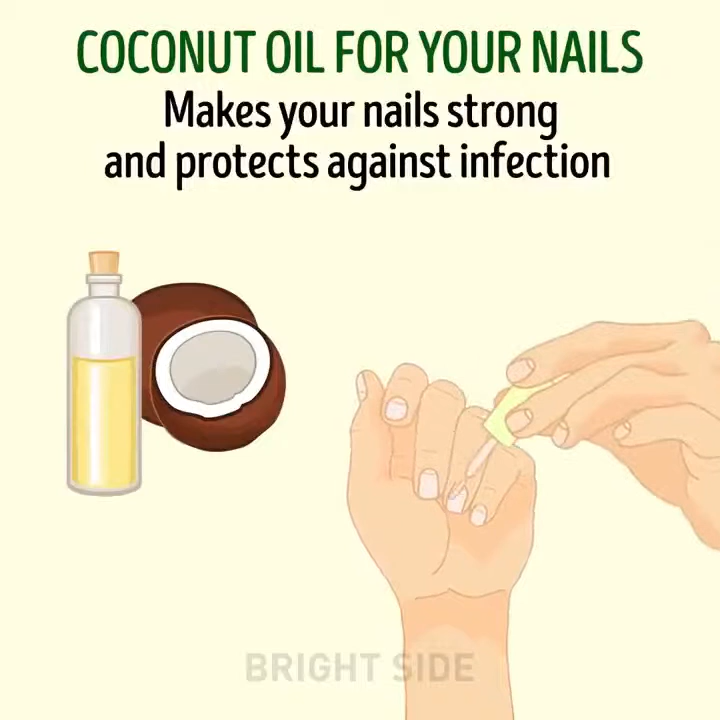 COCONUT OIL FOR YOUR NAILS
Makes your nails strong
and protects against infection
BRIGHT SIDE